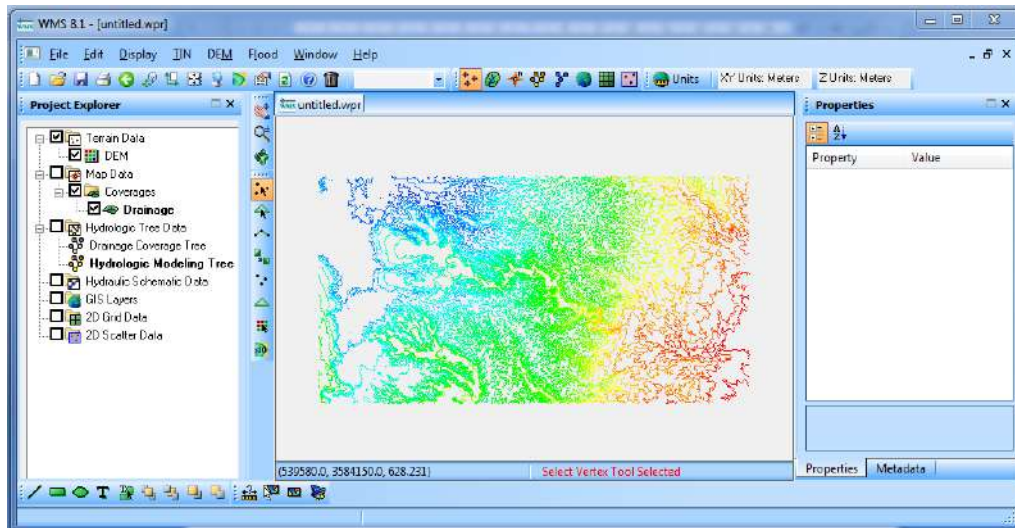 WMS 8.1 - [untitled.wpr]
File Edit Display TIN DEM Flood Window Help
Units XY Units: Meters Z Units: Meters
Project Explorer
Terrain Data
DEM
Map Data
Coverages
Drainage
Hydrologic Tree Data
Drainage Coverage Tree
Hydrologic Modeling Tree
Hydraulic Schematic Data
GIS Layers
2D Grid Data
2D Scatter Data
untitled.wpr
(539580.0, 3584150.0, 628.231) Select Vertex Tool Selected
Properties
Property Value
Properties Metadata